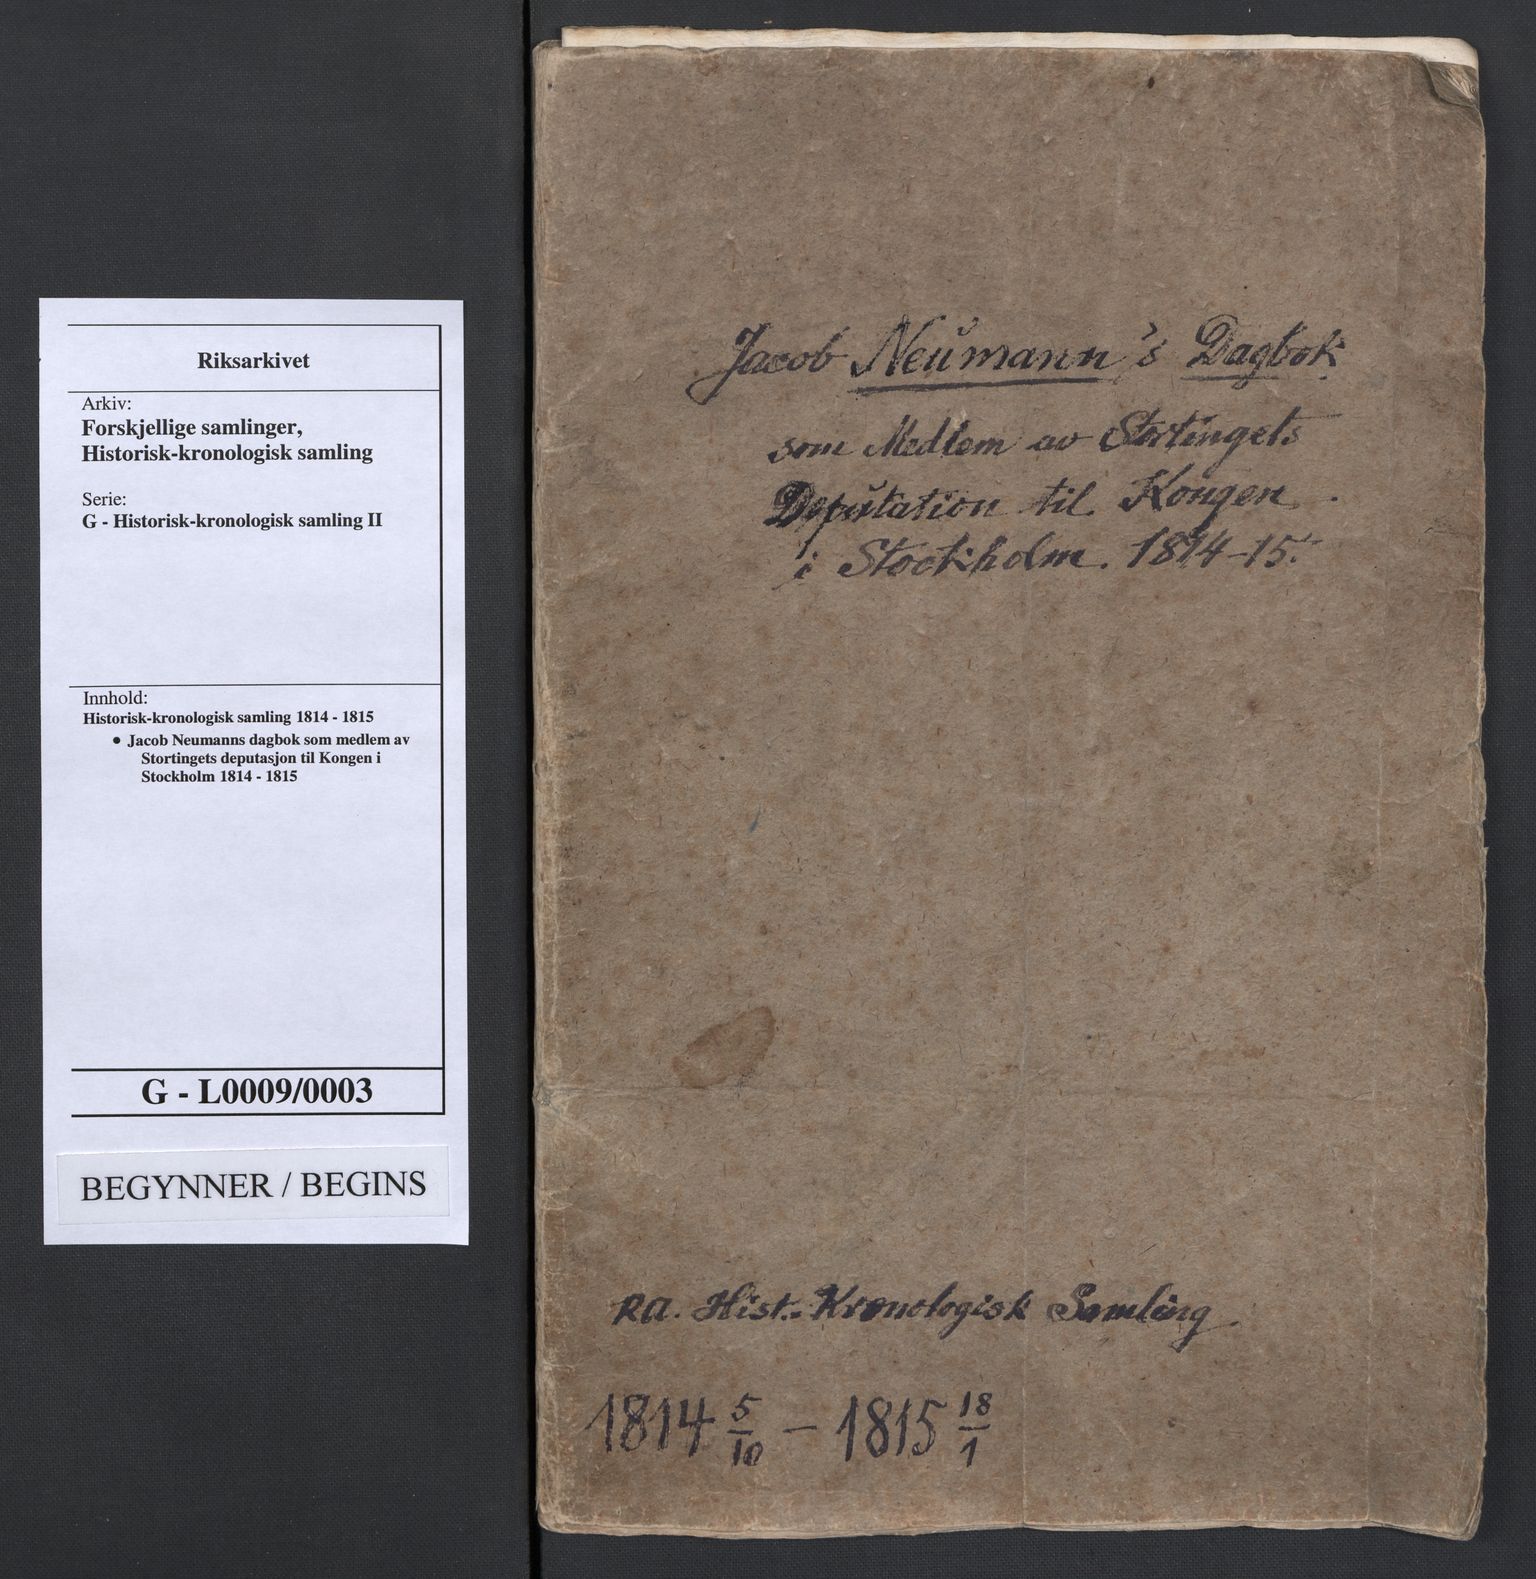 Riksarkivet
Arkiv:
Forskjellige samlinger,
Historisk-kronologisk samling
Serie:
G - Historisk-kronologisk samling II
Innhold:
Historisk-kronologisk samling 1814 - 1815
• Jacob Neumanns dagbok som medlem av
Stortingets deputasjon til Kongen i
Stockholm 1814 - 1815
G - L0009/0003
BEGYNNER / BEGINS
Jacob Neumann's Dagbok
som Medlem av Stortingets
Deputation til Kongen
i Stockholm. 1814-15.
RA. Hist.-Kronologisk Samling.
1814 5/10 - 1815 18/1